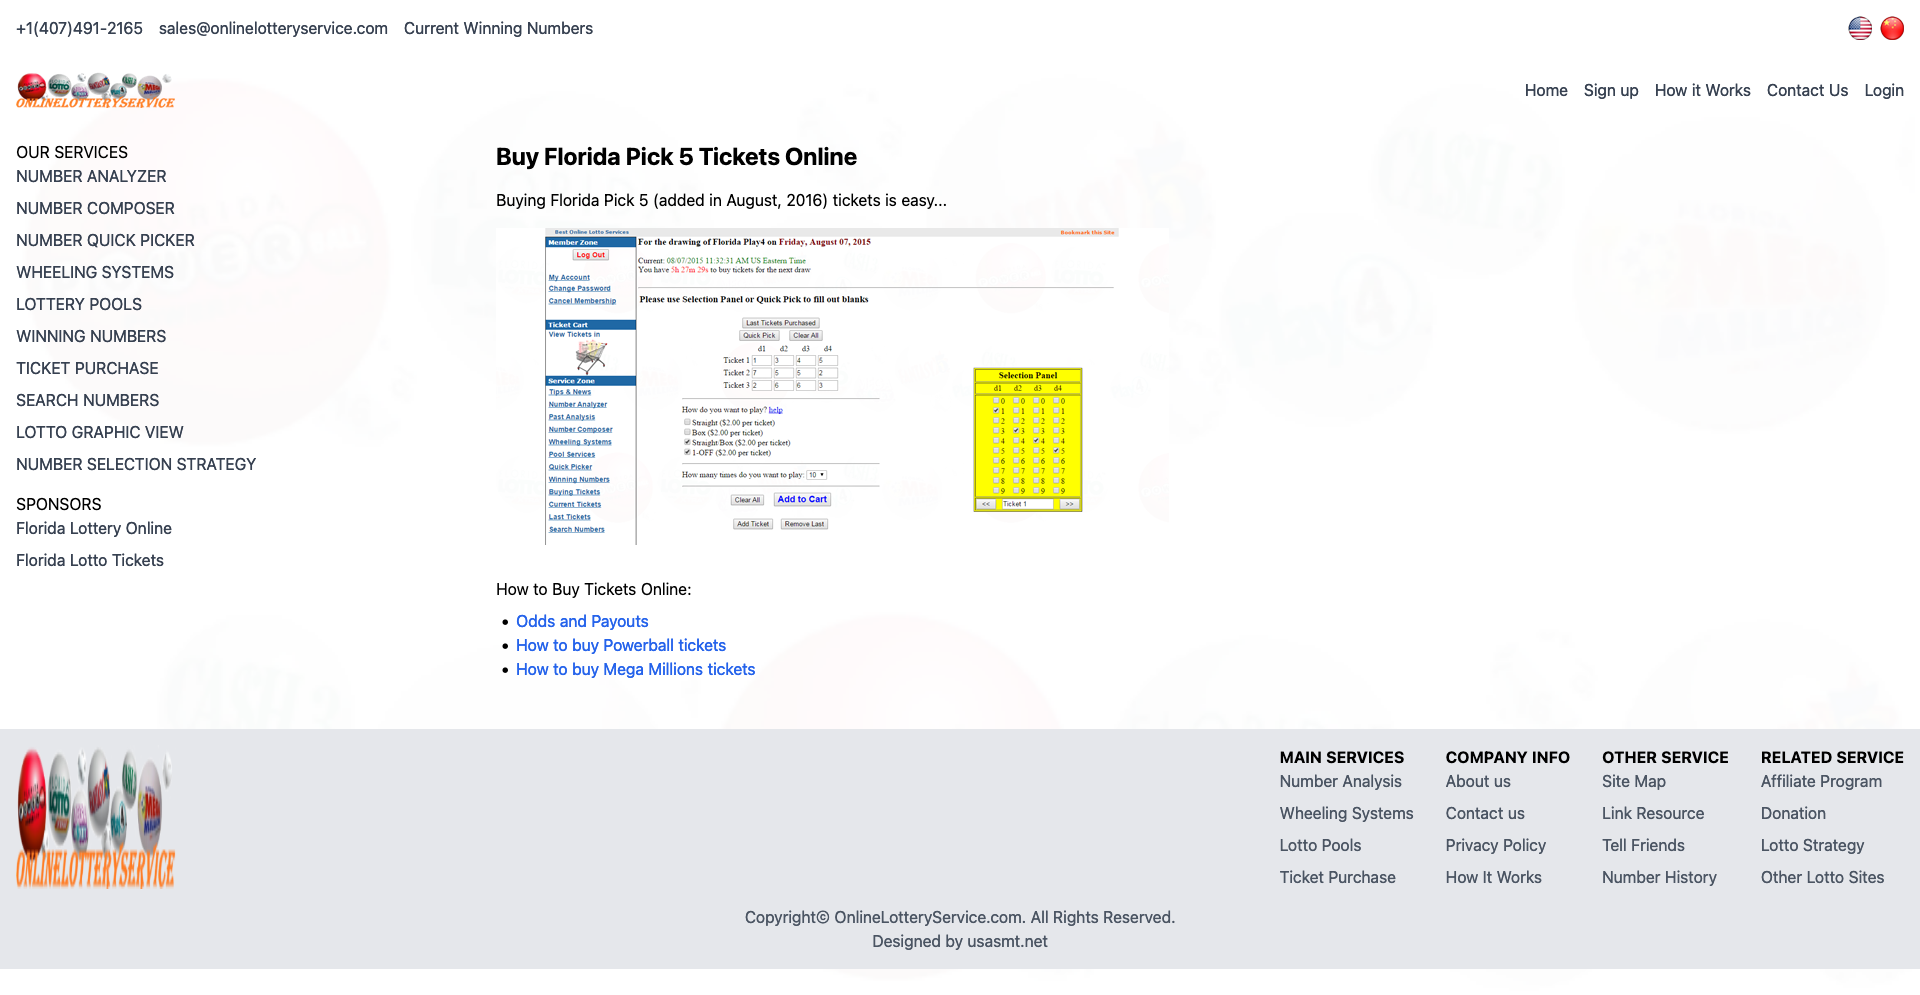 +1(407)491-2165 sales@onlinelotteryservice.com Current Winning Numbers
ONLINELOTTERYSERVICE
Home Sign up How it Works Contact Us Login
OUR SERVICES
NUMBER ANALYZER
NUMBER COMPOSER
NUMBER QUICK PICKER
WHEELING SYSTEMS
LOTTERY POOLS
WINNING NUMBERS
TICKET PURCHASE
SEARCH NUMBERS
LOTTO GRAPHIC VIEW
NUMBER SELECTION STRATEGY
SPONSORS
Florida Lottery Online
Florida Lotto Tickets
Buy Florida Pick 5 Tickets Online
Buying Florida Pick 5 (added in August, 2016) tickets is easy...
Best Online Lotto Services Bookmark this Site
Member Zone
Log Out
My Account
Change Password
Cancel Membership
Ticket Cart
View Tickets in
Service Zone
Tips & News
Number Analyzer
Past Analysis
Number Composer
Wheeling Systems
Pool Services
Quick Picker
Winning Numbers
Buying Tickets
Current Tickets
Last Tickets
Search Numbers
For the drawing of Florida Play4 on Friday, August 07, 2015
Current: 08/07/2015 11:32:31 AM US Eastern Time
You have 5h 27m 29s to buy tickets for the next draw
Please use Selection Panel or Quick Pick to fill out blanks
Last Tickets Purchased
Quick Pick Clear All
d1 d2 d3 d4
Ticket 1 1 3 4 5
Ticket 2 7 5 5 2
Ticket 3 2 6 6 3
How do you want to play? help
Straight ($2.00 per ticket)
Box ($2.00 per ticket)
Straight/Box ($2.00 per ticket)
1-OFF ($2.00 per ticket)
How many times do you want to play: 10
Clear All Add to Cart
Add Ticket Remove Last
Selection Panel
d1 d2 d3 d4
0 0 0 0
1 1 1 1
2 2 2 2
3 3 3 3
4 4 4 4
5 5 5 5
6 6 6 6
7 7 7 7
8 8 8 8
9 9 9 9
<< Ticket 1 >>
How to Buy Tickets Online:
• Odds and Payouts
• How to buy Powerball tickets
• How to buy Mega Millions tickets
ONLINELOTTERYSERVICE
MAIN SERVICES
Number Analysis
Wheeling Systems
Lotto Pools
Ticket Purchase
COMPANY INFO
About us
Contact us
Privacy Policy
How It Works
OTHER SERVICE
Site Map
Link Resource
Tell Friends
Number History
RELATED SERVICE
Affiliate Program
Donation
Lotto Strategy
Other Lotto Sites
Copyright© OnlineLotteryService.com. All Rights Reserved.
Designed by usasmt.net